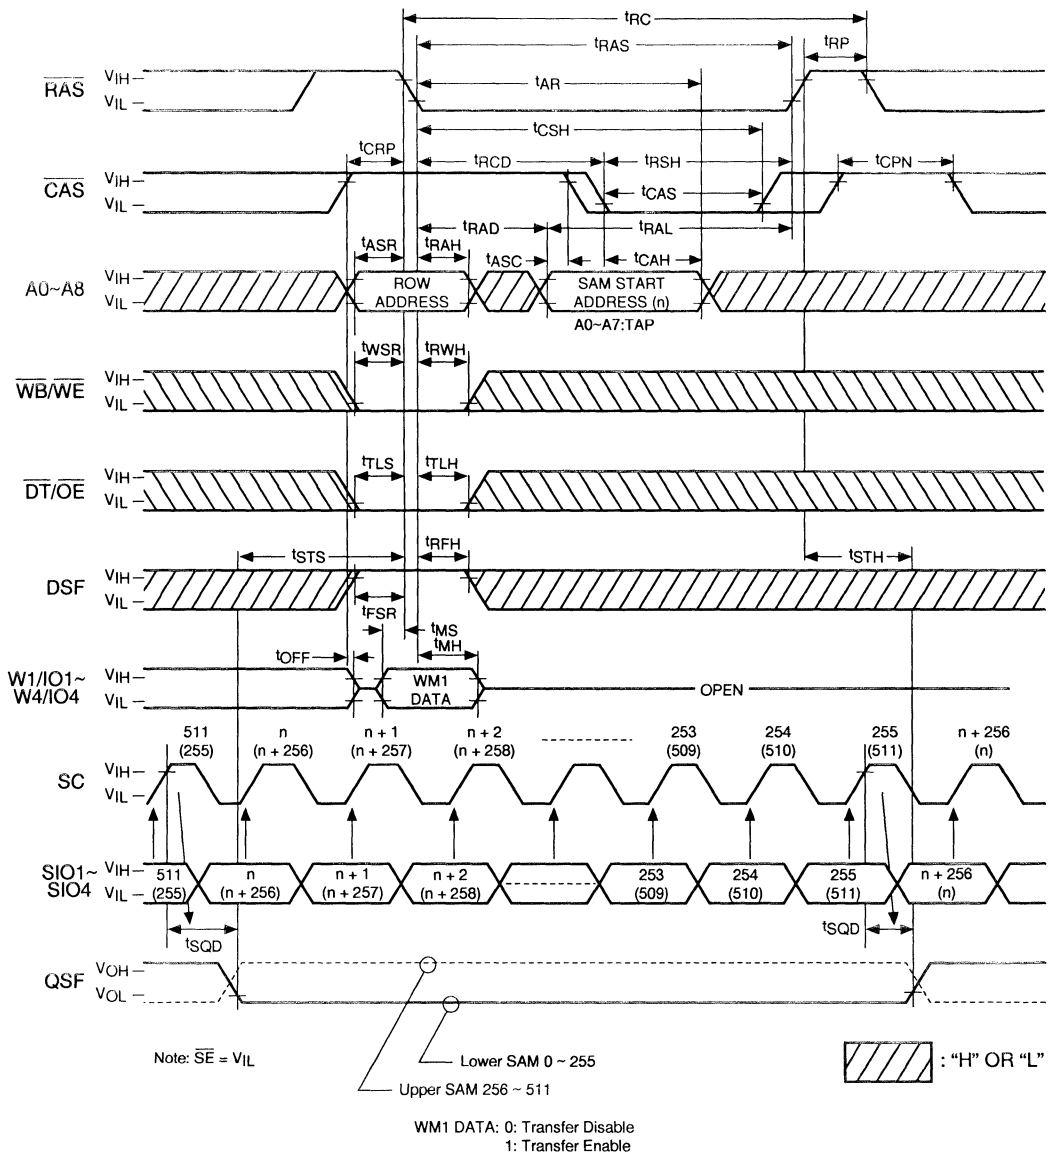 tRC
tRAS
tRP
RAS
VIH
VIL
tAR
tCSH
tCRP
tRCD
tRSH
tCPN
CAS
VIH
VIL
tCAS
tRAD
tRAL
tASR
tRAH
tASC
tCAH
A0~A8
VIH
VIL
ROW
ADDRESS
SAM START
ADDRESS (n)
A0~A7:TAP
tWSR
tRWH
WB/WE
VIH
VIL
tTLS
tTLH
DT/OE
VIH
VIL
tSTS
tRFH
tSTH
DSF
VIH
VIL
tFSR
tMS
tMH
tOFF
W1/IO1~
W4/IO4
VIH
VIL
WM1
DATA
OPEN
511
(255)
n
(n + 256)
n + 1
(n + 257)
n + 2
(n + 258)
253
(509)
254
(510)
255
(511)
n + 256
(n)
SC
VIH
VIL
SIO1~
SIO4
VIH
VIL
511
(255)
n
(n + 256)
n + 1
(n + 257)
n + 2
(n + 258)
253
(509)
254
(510)
255
(511)
n + 256
(n)
tSQD
tSQD
QSF
VOH
VOL
Note: SE = VIL
Lower SAM 0 ~ 255
Upper SAM 256 ~ 511
: “H” OR “L”
WM1 DATA: 0: Transfer Disable
1: Transfer Enable